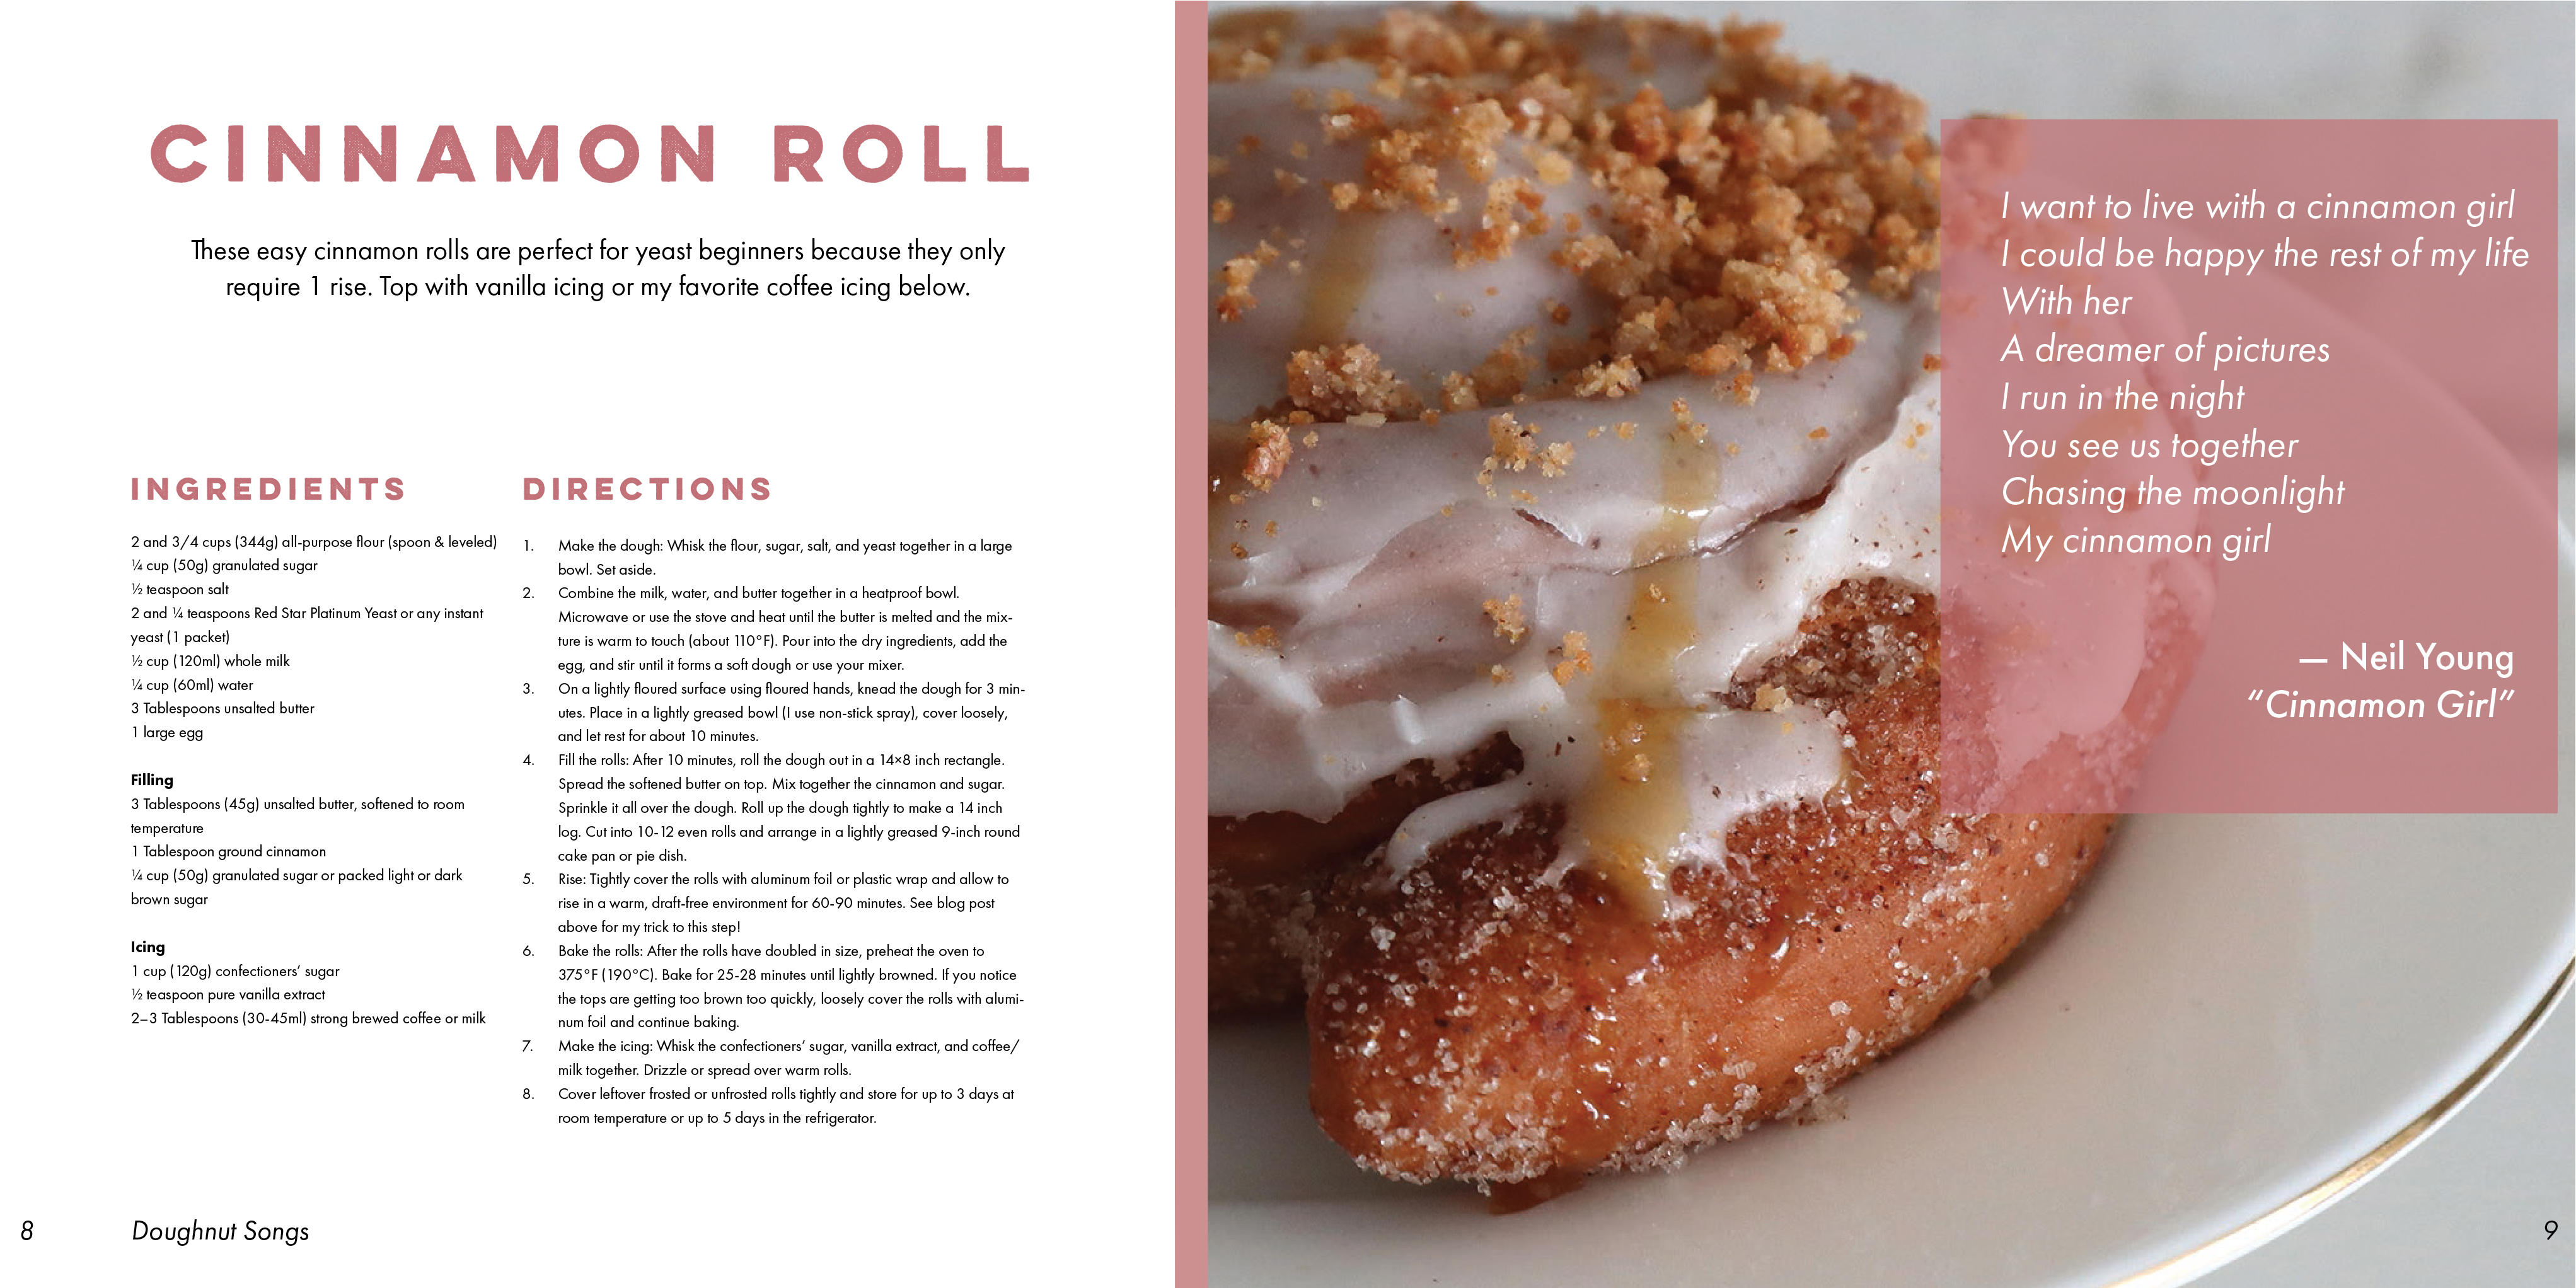 CINNAMON ROLL
These easy cinnamon rolls are perfect for yeast beginners because they only
require 1 rise. Top with vanilla icing or my favorite coffee icing below.
INGREDIENTS
2 and 3/4 cups (344g) all-purpose flour (spoon & leveled)
¼ cup (50g) granulated sugar
½ teaspoon salt
2 and ¼ teaspoons Red Star Platinum Yeast or any instant
yeast (1 packet)
½ cup (120ml) whole milk
¼ cup (60ml) water
3 Tablespoons unsalted butter
1 large egg
Filling
3 Tablespoons (45g) unsalted butter, softened to room
temperature
1 Tablespoon ground cinnamon
¼ cup (50g) granulated sugar or packed light or dark
brown sugar
Icing
1 cup (120g) confectioners’ sugar
½ teaspoon pure vanilla extract
2–3 Tablespoons (30-45ml) strong brewed coffee or milk
DIRECTIONS
1. Make the dough: Whisk the flour, sugar, salt, and yeast together in a large
bowl. Set aside.
2. Combine the milk, water, and butter together in a heatproof bowl.
Microwave or use the stove and heat until the butter is melted and the mix-
ture is warm to touch (about 110°F). Pour into the dry ingredients, add the
egg, and stir until it forms a soft dough or use your mixer.
3. On a lightly floured surface using floured hands, knead the dough for 3 min-
utes. Place in a lightly greased bowl (I use non-stick spray), cover loosely,
and let rest for about 10 minutes.
4. Fill the rolls: After 10 minutes, roll the dough out in a 14×8 inch rectangle.
Spread the softened butter on top. Mix together the cinnamon and sugar.
Sprinkle it all over the dough. Roll up the dough tightly to make a 14 inch
log. Cut into 10-12 even rolls and arrange in a lightly greased 9-inch round
cake pan or pie dish.
5. Rise: Tightly cover the rolls with aluminum foil or plastic wrap and allow to
rise in a warm, draft-free environment for 60-90 minutes. See blog post
above for my trick to this step!
6. Bake the rolls: After the rolls have doubled in size, preheat the oven to
375°F (190°C). Bake for 25-28 minutes until lightly browned. If you notice
the tops are getting too brown too quickly, loosely cover the rolls with alumi-
num foil and continue baking.
7. Make the icing: Whisk the confectioners’ sugar, vanilla extract, and coffee/
milk together. Drizzle or spread over warm rolls.
8. Cover leftover frosted or unfrosted rolls tightly and store for up to 3 days at
room temperature or up to 5 days in the refrigerator.
8 Doughnut Songs
I want to live with a cinnamon girl
I could be happy the rest of my life
With her
A dreamer of pictures
I run in the night
You see us together
Chasing the moonlight
My cinnamon girl
— Neil Young
“Cinnamon Girl”
9